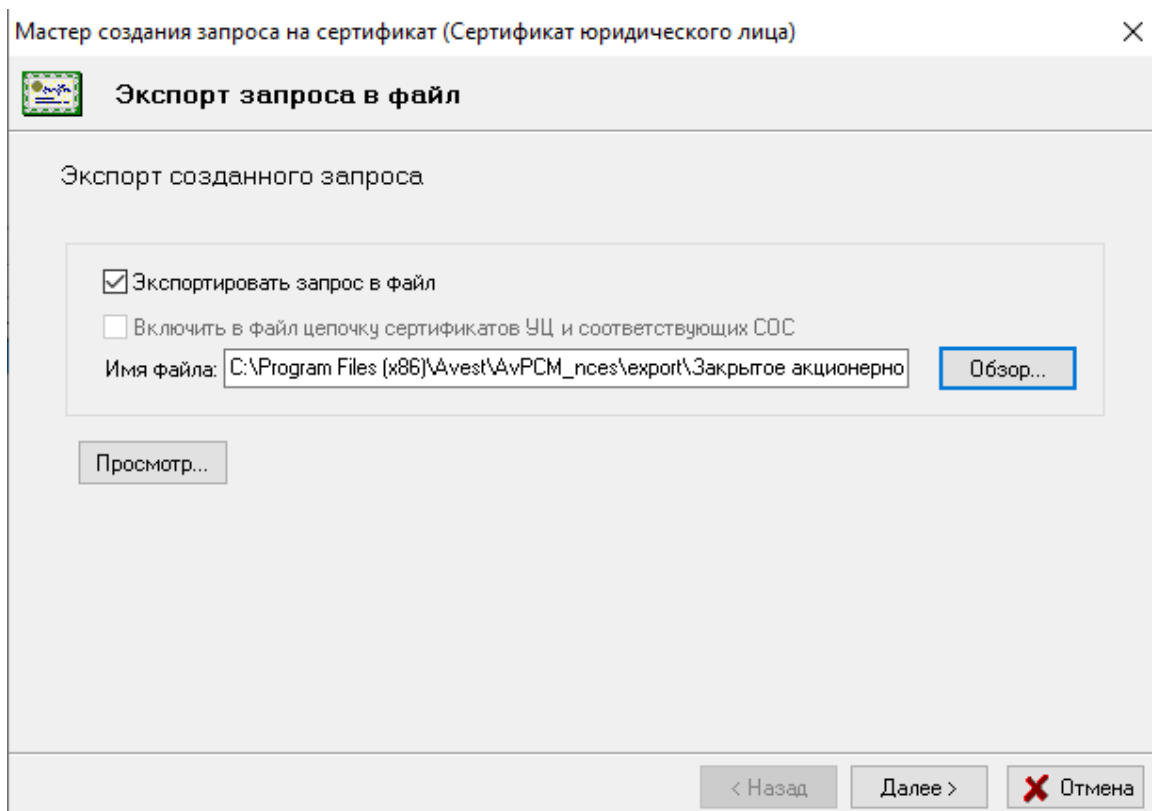 Мастер создания запроса на сертификат (Сертификат юридического лица)
Экспорт запроса в файл
Экспорт созданного запроса
Экспортировать запрос в файл
Включить в файл цепочку сертификатов УЦ и соответствующих СОС
Имя файла: C:\Program Files (x86)\Avest\AvPCM_nces\export\Закрытое акционерно Обзор...
Просмотр...
< Назад Далее > Отмена